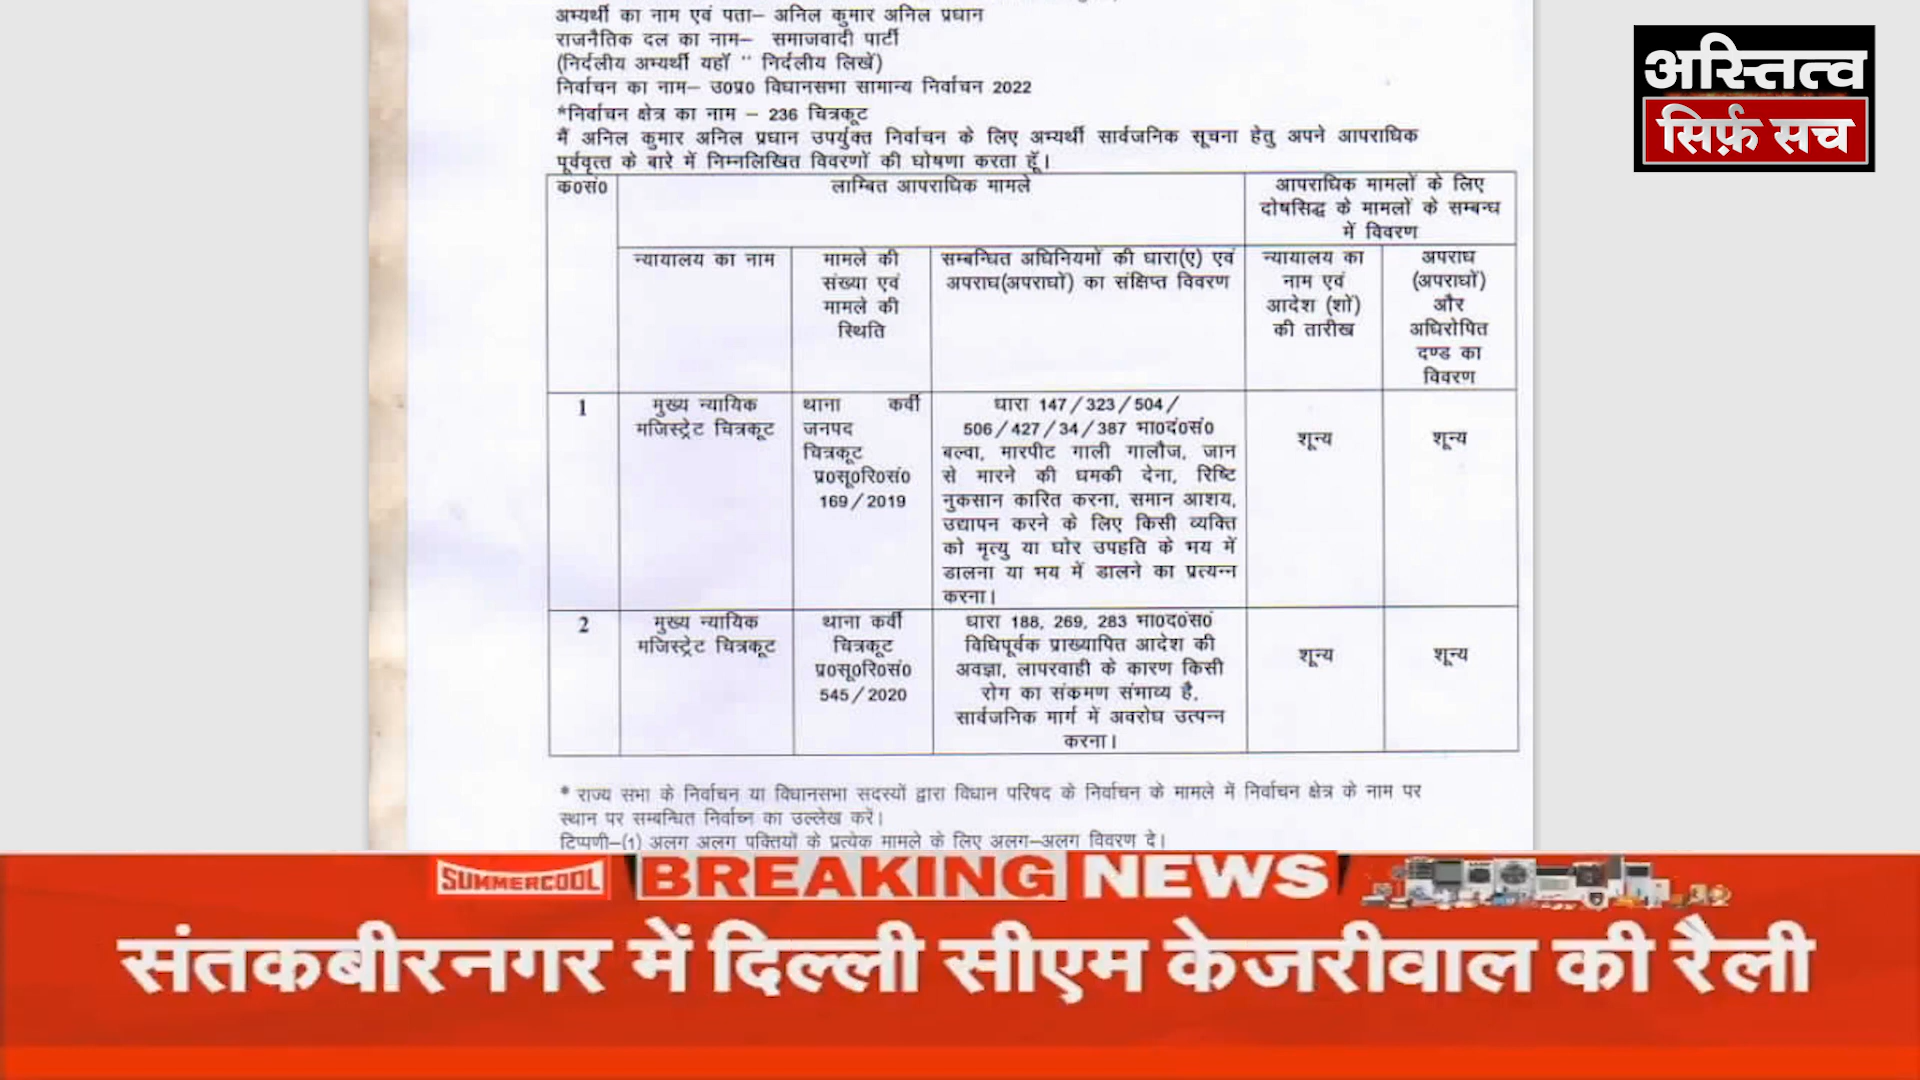 अभ्यर्थी का नाम एवं पता– अनिल कुमार अनिल प्रधान
राजनैतिक दल का नाम– समाजवादी पार्टी
(निर्दलीय अभ्यर्थी यहाॅं " निर्दलीय लिखें)
निर्वाचन का नाम– उ0प्र0 विधानसभा सामान्य निर्वाचन 2022
*निर्वाचन क्षेत्र का नाम – 236 चित्रकूट
मैं अनिल कुमार अनिल प्रधान उपर्युक्त निर्वाचन के लिए अभ्यर्थी सार्वजनिक सूचना हेतु अपने आपराधिक
पूर्ववृत्त के बारे में निम्नलिखित विवरणों की घोषणा करता हूॅं।
क0सं0
लाम्बित आपराधिक मामले
आपराधिक मामलों के लिए
दोषसिद्ध के मामलों के सम्बन्ध
में विवरण
न्यायालय का नाम
मामले की
संख्या एवं
मामले की
स्थिति
सम्बन्धित अधिनियमों की धारा(ए) एवं
अपराध(अपराधों) का संक्षिप्त विवरण
न्यायालय का
नाम एवं
आदेश (शों)
की तारीख
अपराध
(अपराधों)
और
अधिरोपित
दण्ड का
विवरण
1
मुख्य न्यायिक
मजिस्ट्रेट चित्रकूट
थाना कर्वी
जनपद
चित्रकूट
प्र0सू0रि0सं0
169/2019
धारा 147/323/504/
506/427/34/387 भा0दं0सं0
बल्वा, मारपीट गाली गालौज, जान
से मारने की धमकी देना, रिष्टि
नुकसान कारित करना, समान आशय,
उद्यापन करने के लिए किसी व्यक्ति
को मृत्यु या घोर उपहति के भय में
डालना या भय में डालने का प्रत्यन्न
करना।
शून्य
शून्य
2
मुख्य न्यायिक
मजिस्ट्रेट चित्रकूट
थाना कर्वी
चित्रकूट
प्र0सू0रि0सं0
545/2020
धारा 188, 269, 283 भा0द0ंस0ं
विधिपूर्वक प्राख्यापित आदेश की
अवज्ञा, लापरवाही के कारण किसी
रोग का संकमण संभाव्य है,
सार्वजनिक मार्ग में अवरोध उत्पन्न
करना।
शून्य
शून्य
* राज्य सभा के निर्वाचन या विधानसभा सदस्यों द्वारा विधान परिषद के निर्वाचन के मामले में निर्वाचन क्षेत्र के नाम पर
स्थान पर सम्बन्धित निर्वाच्न का उल्लेख करें।
टिप्पणी–(1) अलग अलग पक्तियों के प्रत्येक मामले के लिए अलग–अलग विवरण दे।
अस्तित्व
सिर्फ़ सच
SUMMERCOOL
BREAKING NEWS
संतकबीरनगर में दिल्ली सीएम केजरीवाल की रैली